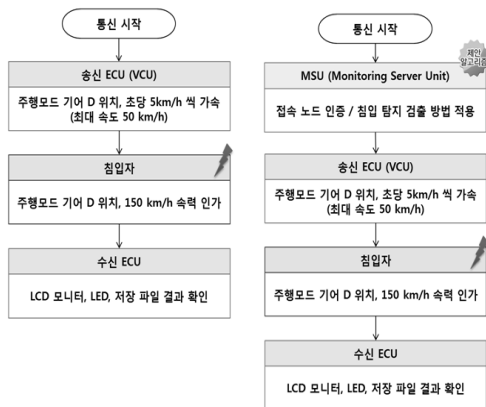 통신 시작
송신 ECU (VCU)
주행모드 기어 D 위치, 초당 5km/h 씩 가속
(최대 속도 50 km/h)
침입자
주행모드 기어 D 위치, 150 km/h 속력 인가
수신 ECU
LCD 모니터, LED, 저장 파일 결과 확인
통신 시작
제안
알고리즘
MSU (Monitoring Server Unit)
접속 노드 인증 / 침입 탐지 검출 방법 적용
송신 ECU (VCU)
주행모드 기어 D 위치, 초당 5km/h 씩 가속
(최대 속도 50 km/h)
침입자
주행모드 기어 D 위치, 150 km/h 속력 인가
수신 ECU
LCD 모니터, LED, 저장 파일 결과 확인